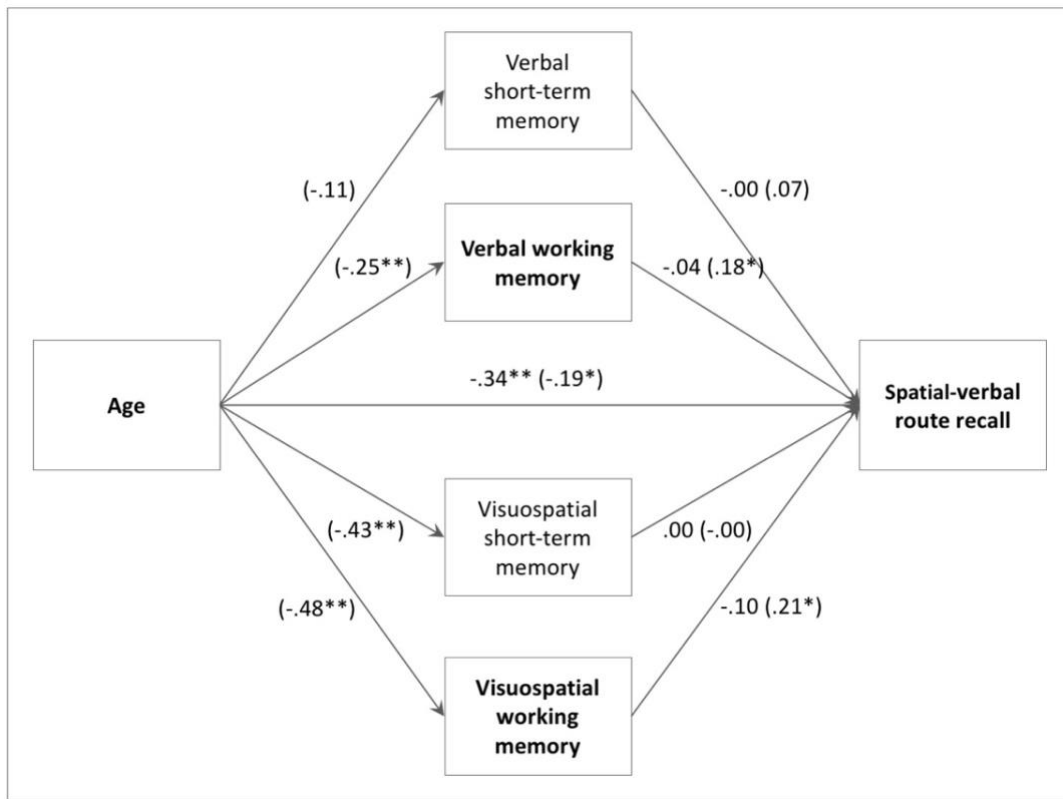 Verbal
short-term
memory
(-.11)
-.00 (.07)
Verbal working
memory
(-.25**)
-.04 (.18*)
-.34** (-.19*)
Age
Spatial-verbal
route recall
Visuospatial
short-term
memory
(-.43**)
.00 (-.00)
(-.48**)
-.10 (.21*)
Visuospatial
working
memory